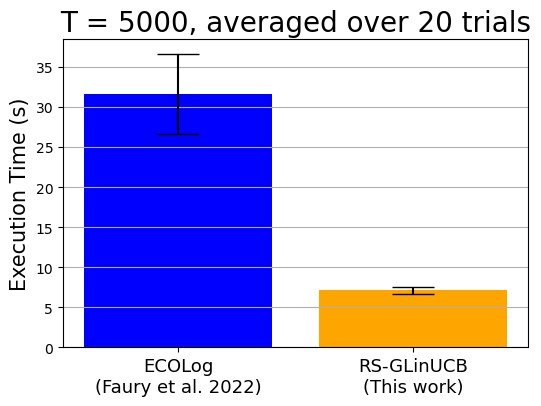 T = 5000, averaged over 20 trials
Execution Time (s)
35
30
25
20
15
10
5
0
ECOLog
(Faury et al. 2022)
RS-GLinUCB
(This work)